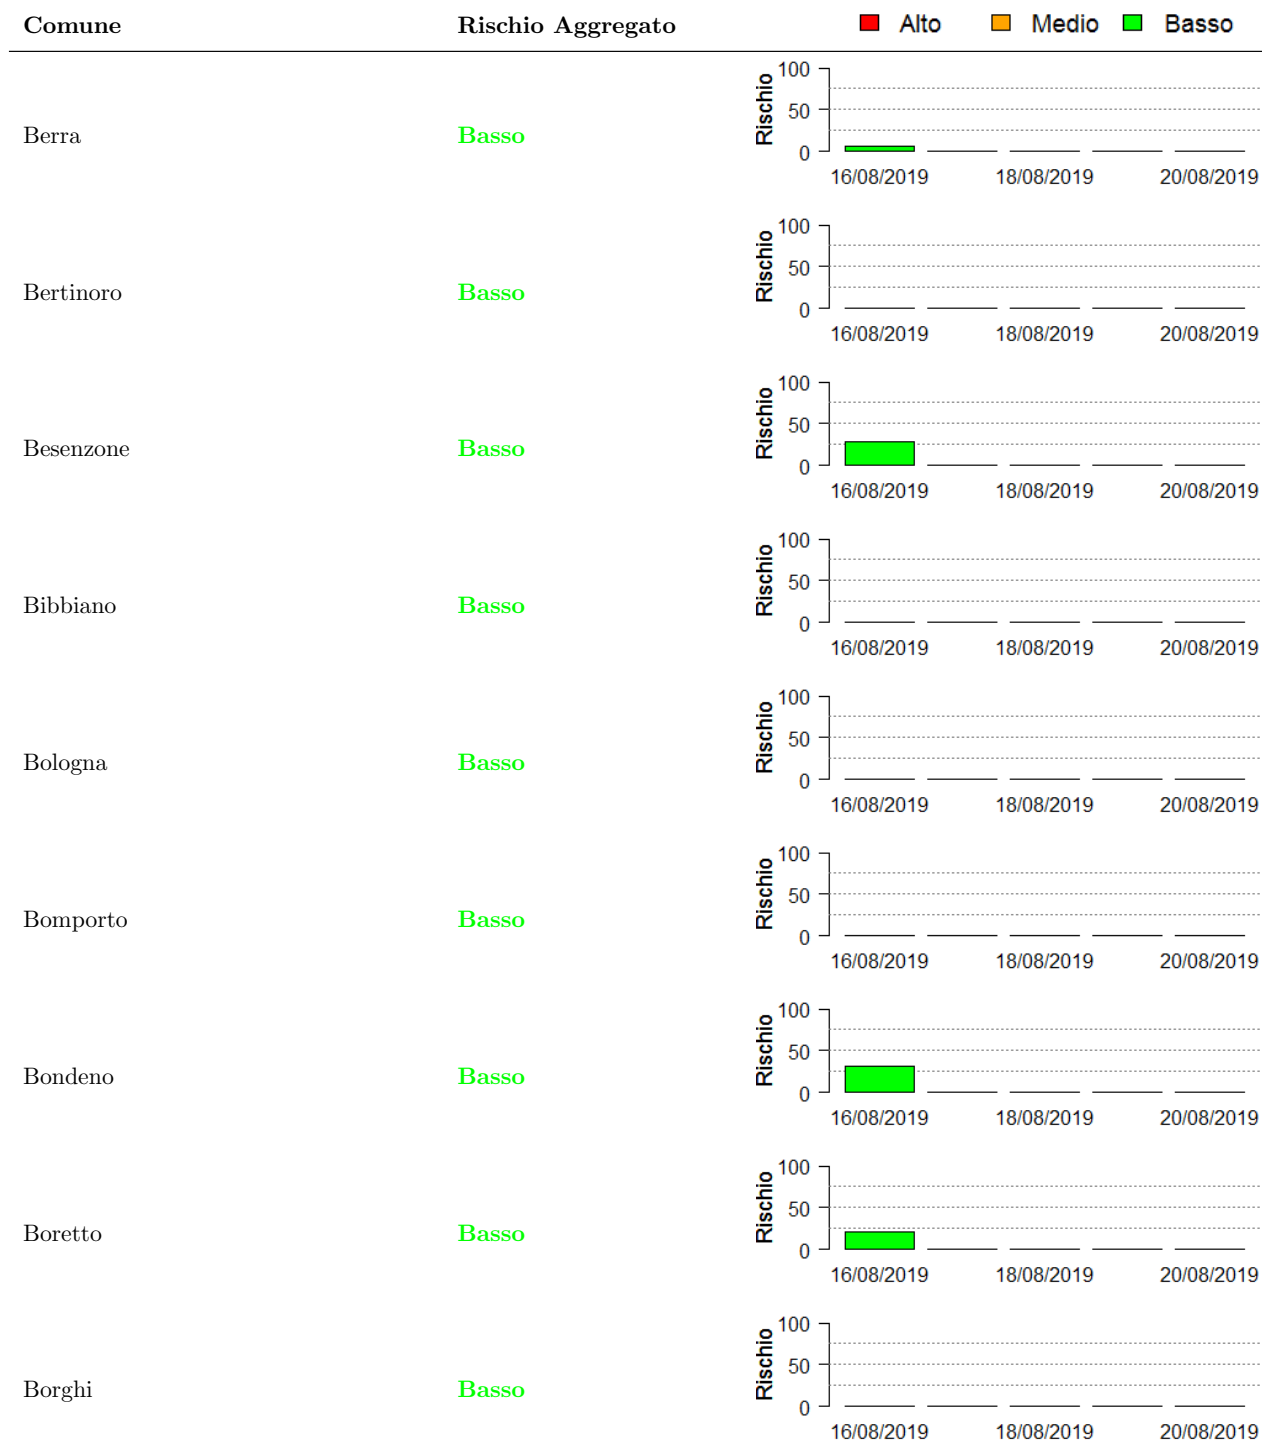 Comune Rischio Aggregato Alto Medio Basso
100
50
0
Rischio
Berra Basso
16/08/2019 18/08/2019 20/08/2019
100
50
0
Rischio
Bertinoro Basso
16/08/2019 18/08/2019 20/08/2019
100
50
0
Rischio
Besenzone Basso
16/08/2019 18/08/2019 20/08/2019
100
50
0
Rischio
Bibbiano Basso
16/08/2019 18/08/2019 20/08/2019
100
50
0
Rischio
Bologna Basso
16/08/2019 18/08/2019 20/08/2019
100
50
0
Rischio
Bomporto Basso
16/08/2019 18/08/2019 20/08/2019
100
50
0
Rischio
Bondeno Basso
16/08/2019 18/08/2019 20/08/2019
100
50
0
Rischio
Boretto Basso
16/08/2019 18/08/2019 20/08/2019
100
50
0
Rischio
Borghi Basso
16/08/2019 18/08/2019 20/08/2019